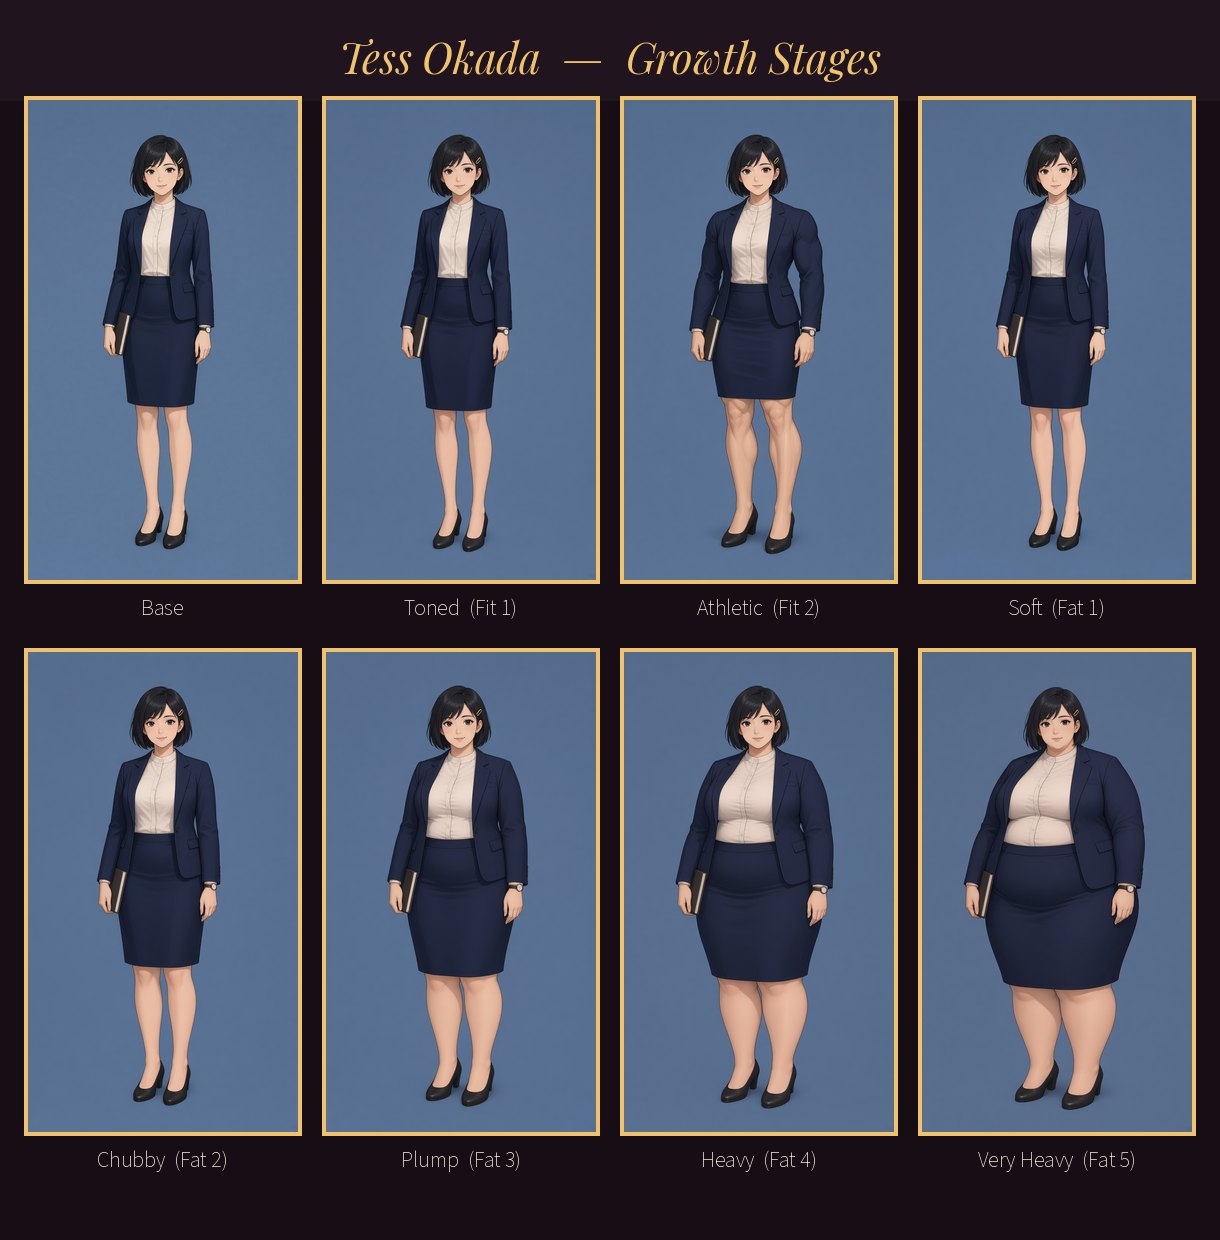 Tess Okada — Growth Stages
Base
Toned (Fit 1)
Athletic (Fit 2)
Soft (Fat 1)
Chubby (Fat 2)
Plump (Fat 3)
Heavy (Fat 4)
Very Heavy (Fat 5)